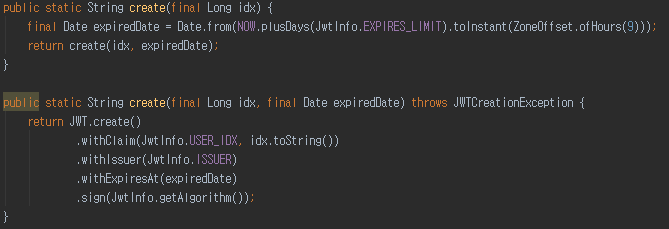 public static String create(final Long idx) {
    final Date expiredDate = Date.from(NOW.plusDays(JwtInfo.EXPIRES_LIMIT).toInstant(ZoneOffset.ofHours(9)));
    return create(idx, expiredDate);
}
public static String create(final Long idx, final Date expiredDate) throws JWTCreationException {
    return JWT.create()
            .withClaim(JwtInfo.USER_IDX, idx.toString())
            .withIssuer(JwtInfo.ISSUER)
            .withExpiresAt(expiredDate)
            .sign(JwtInfo.getAlgorithm());
}